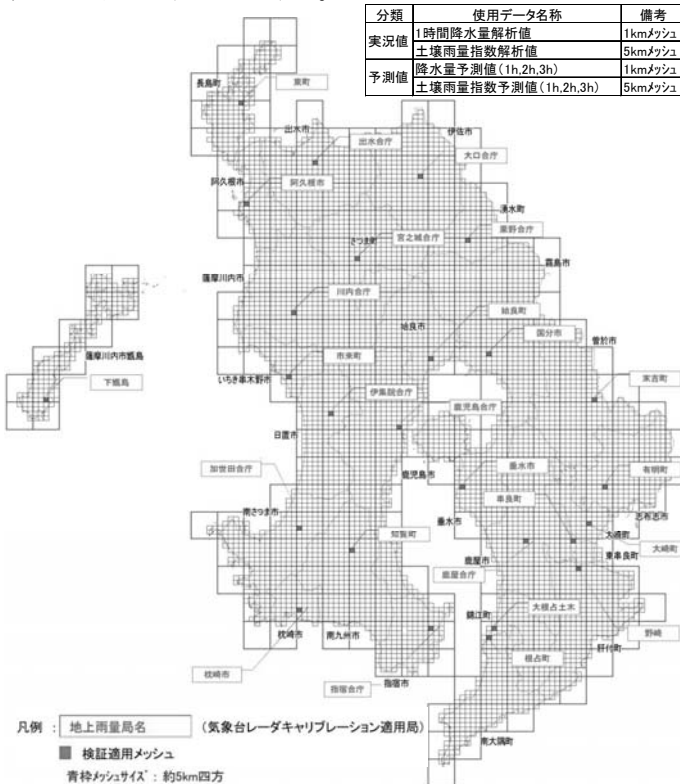 分類 使用データ名称 備考
実況値 1時間降水量解析値 1kmメッシュ
土壌雨量指数解析値 5kmメッシュ
予測値 降水量予測値(1h,2h,3h) 1kmメッシュ
土壌雨量指数予測値(1h,2h,3h) 5kmメッシュ
長島町
東町
出水市
出水合庁
伊佐市
大口合庁
阿久根市
阿久根市
湧水町
栗野合庁
さつま町
宮之城合庁
霧島市
薩摩川内市
川内合庁
姶良町
姶良市
国分市
曽於市
市来町
薩摩川内市甑島
下甑島
いちき串木野市
末吉町
伊集院合庁
鹿児島合庁
日置市
加世田合庁
鹿児島市
垂水市
有明町
串良町
南さつま市
垂水市
志布志市
知覧町
大崎町
大崎町
鹿屋市
東串良町
鹿屋合庁
錦江町
大根占土木
野崎
枕崎市
南九州市
根占町
肝付町
枕崎市
指宿合庁
指宿市
南大隅町
凡例 : 地上雨量局名 (気象台レーダキャリブレーション適用局)
検証適用メッシュ
青枠メッシュサイズ : 約5km四方